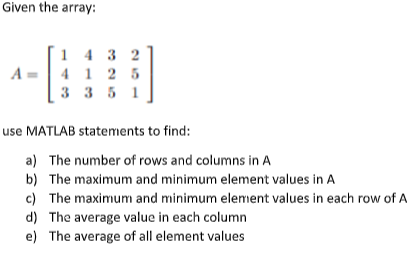 Given the array:
A = [ 1 4 3 2
4 1 2 5
3 3 5 1 ]
use MATLAB statements to find:
a) The number of rows and columns in A
b) The maximum and minimum element values in A
c) The maximum and minimum element values in each row of A
d) The average value in each column
e) The average of all element values